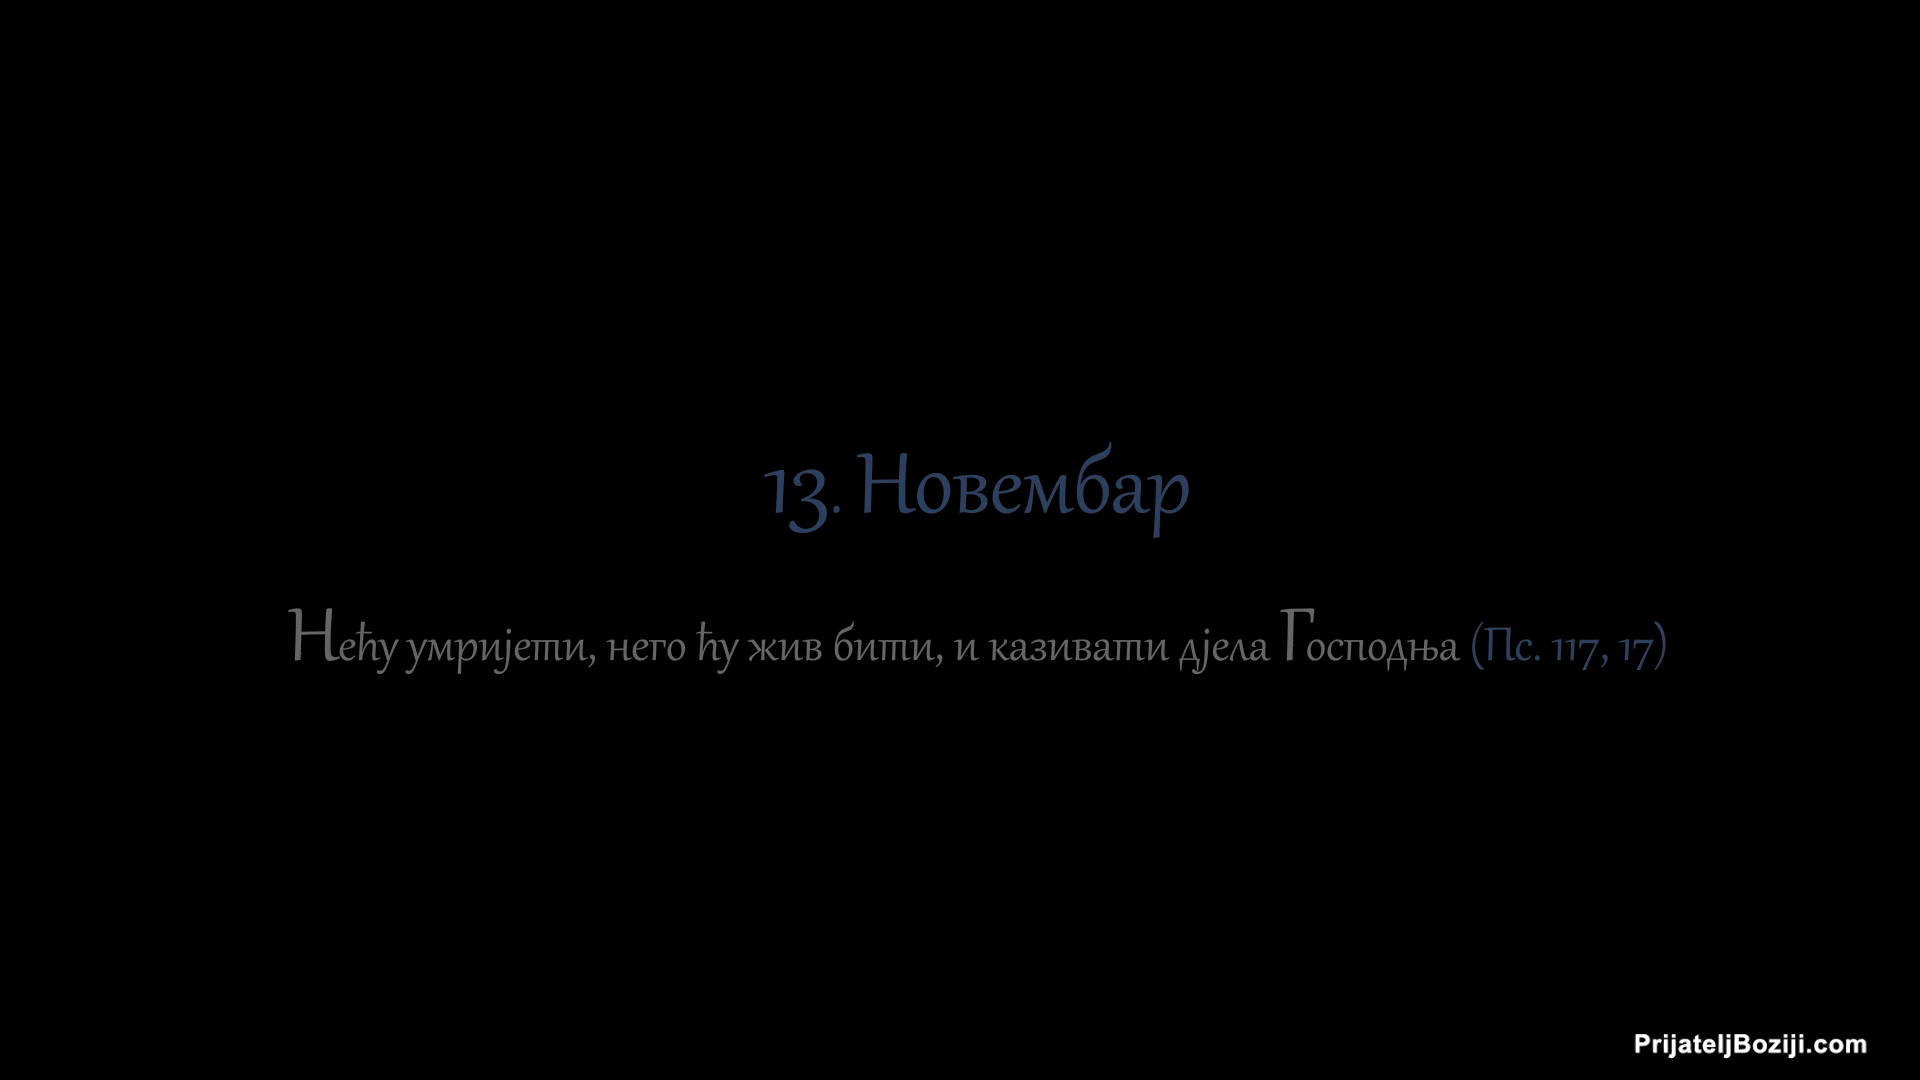 13. Новембар
Нећу умријети, него ћу жив бити, и казивати дјела Господња (Пс. 117, 17)
PrijateljBoziji.com